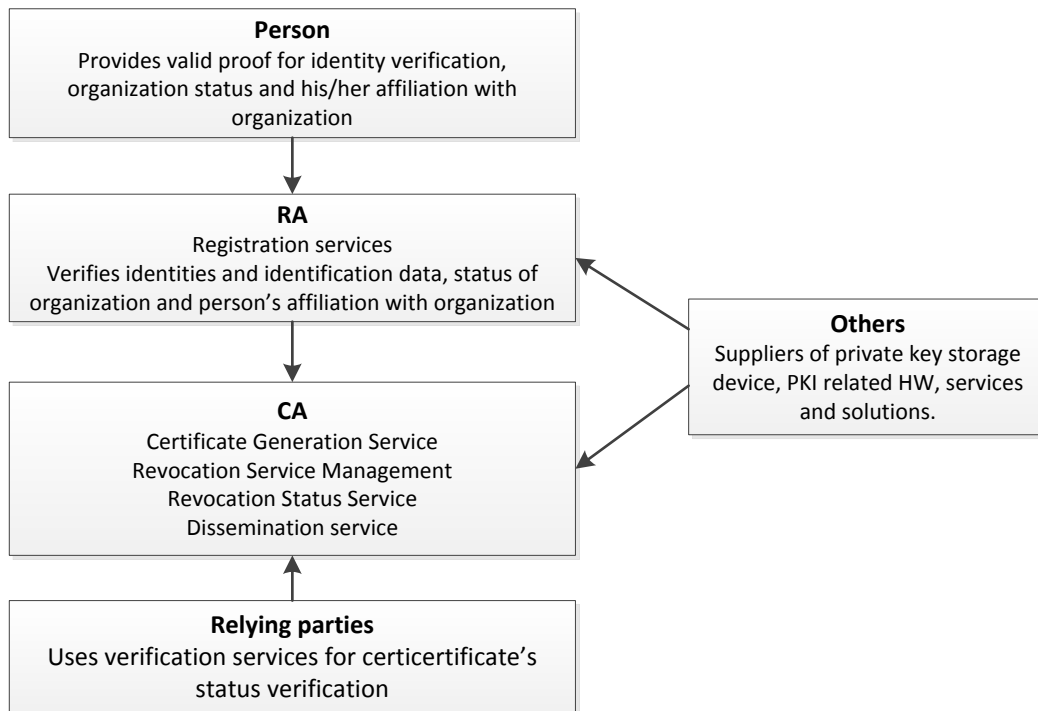 Person
Provides valid proof for identity verification,
organization status and his/her affiliation with
organization
RA
Registration services
Verifies identities and identification data, status of
organization and person’s affiliation with organization
Others
Suppliers of private key storage
device, PKI related HW, services
and solutions.
CA
Certificate Generation Service
Revocation Service Management
Revocation Status Service
Dissemination service
Relying parties
Uses verification services for certicertificate’s
status verification